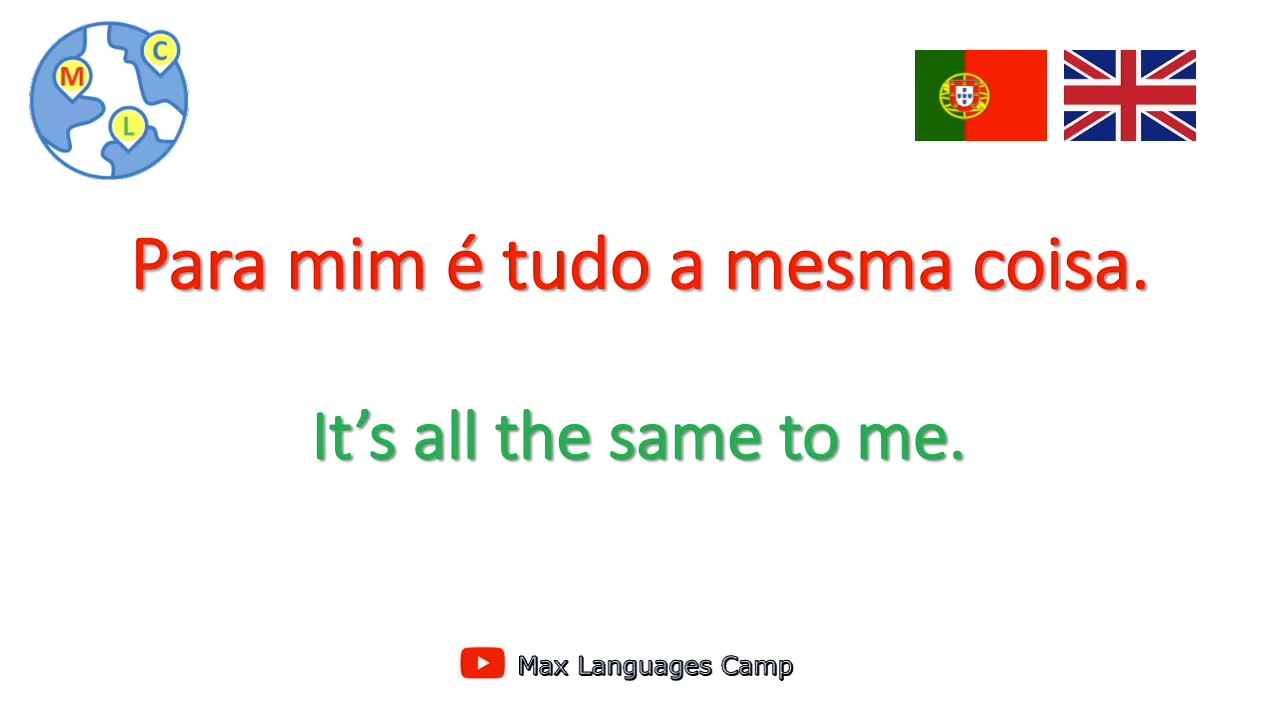 M
C
L
Para mim é tudo a mesma coisa.
It's all the same to me.
Max Languages Camp